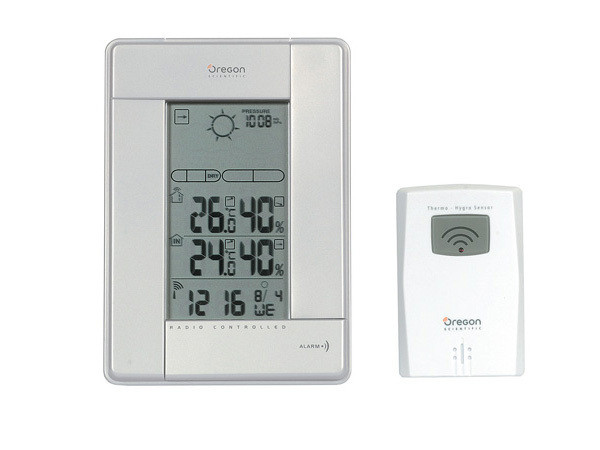 Oregon
SCIENTIFIC
PRESSURE
1008
DRY
26.0°C 40%
IN 24.0°C 40%
12 16 8/4
WE
RADIO CONTROLLED
ALARM
Thermo - Hygro Sensor
Oregon
SCIENTIFIC